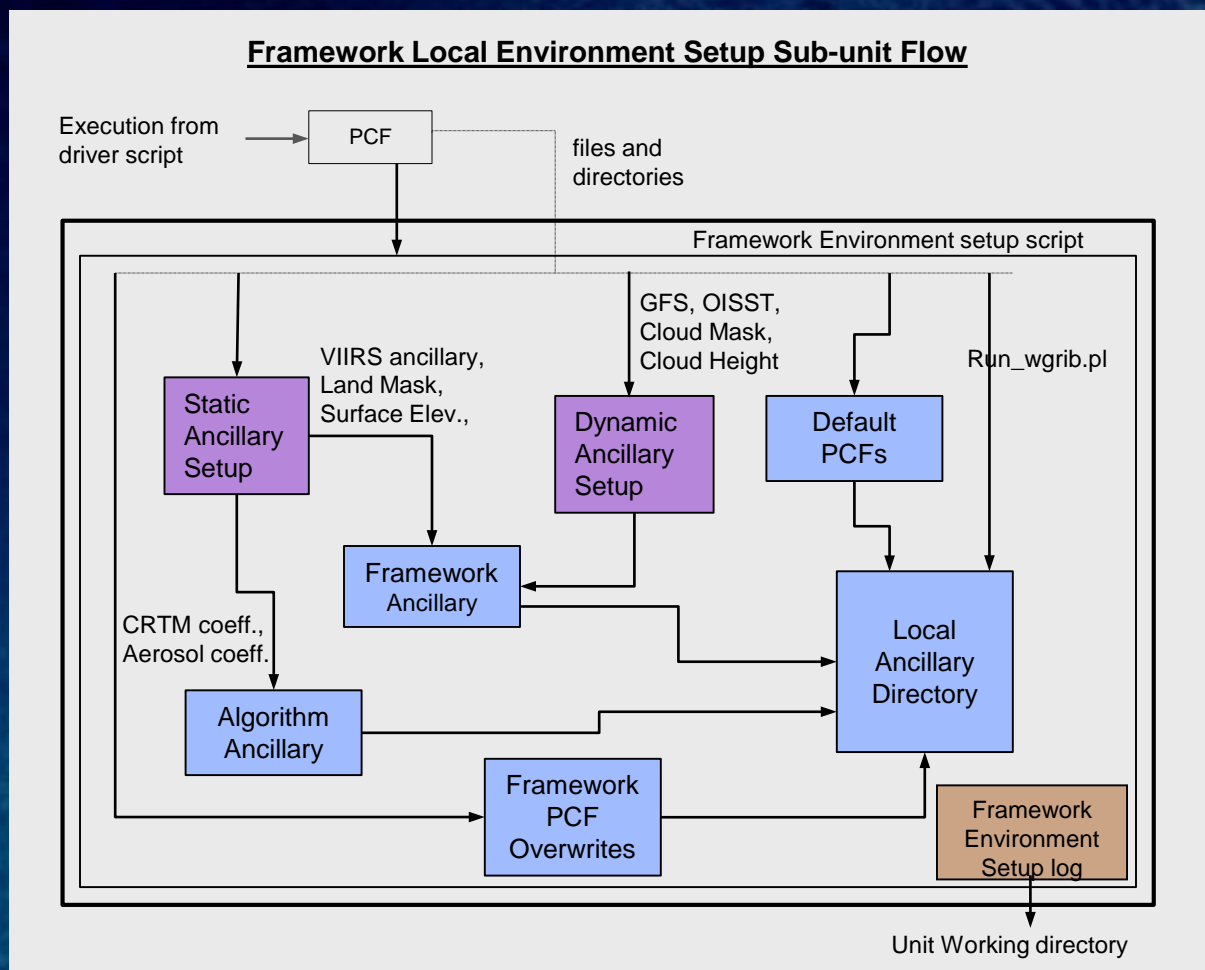 Framework Local Environment Setup Sub-unit Flow
Execution from
driver script
PCF
files and
directories
Framework Environment setup script
GFS, OISST,
Cloud Mask,
Cloud Height
VIIRS ancillary,
Land Mask,
Surface Elev.,
Run_wgrib.pl
Static
Ancillary
Setup
Dynamic
Ancillary
Setup
Default
PCFs
Framework
Ancillary
CRTM coeff.,
Aerosol coeff.
Local
Ancillary
Directory
Algorithm
Ancillary
Framework
PCF
Overwrites
Framework
Environment
Setup log
Unit Working directory